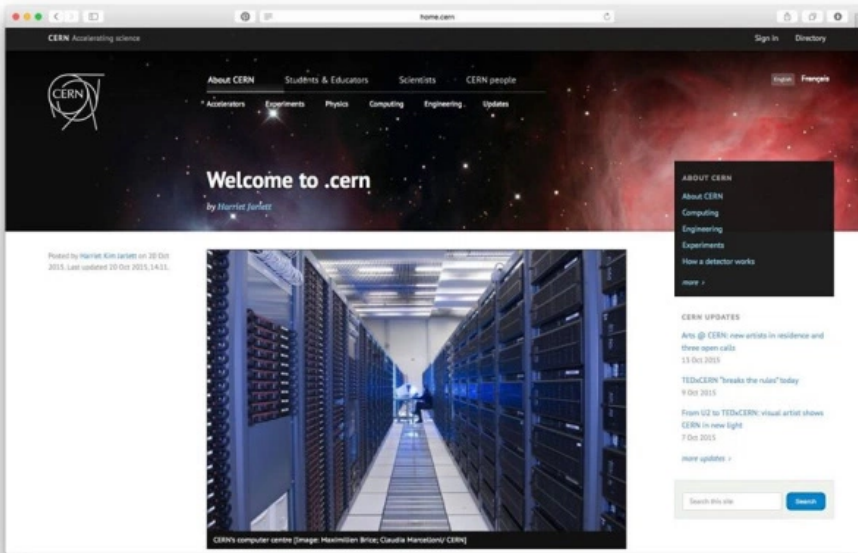 home.cern
CERN Accelerating science
Sign in Directory
CERN
About CERN Students & Educators Scientists CERN people
English Français
Accelerators Experiments Physics Computing Engineering Updates
Welcome to .cern
by Harriet Jarlett
Posted by Harriet Kim Jarlett on 20 Oct
2015. Last updated 20 Oct 2015, 14.11.
CERN's computer centre (Image: Maximilien Brice; Claudia Marcelloni/ CERN)
ABOUT CERN
About CERN
Computing
Engineering
Experiments
How a detector works
more ›
CERN UPDATES
Arts @ CERN: new artists in residence and
three open calls
13 Oct 2015
TEDxCERN "breaks the rules" today
9 Oct 2015
From U2 to TEDxCERN: visual artist shows
CERN in new light
7 Oct 2015
more updates ›
Search this site Search